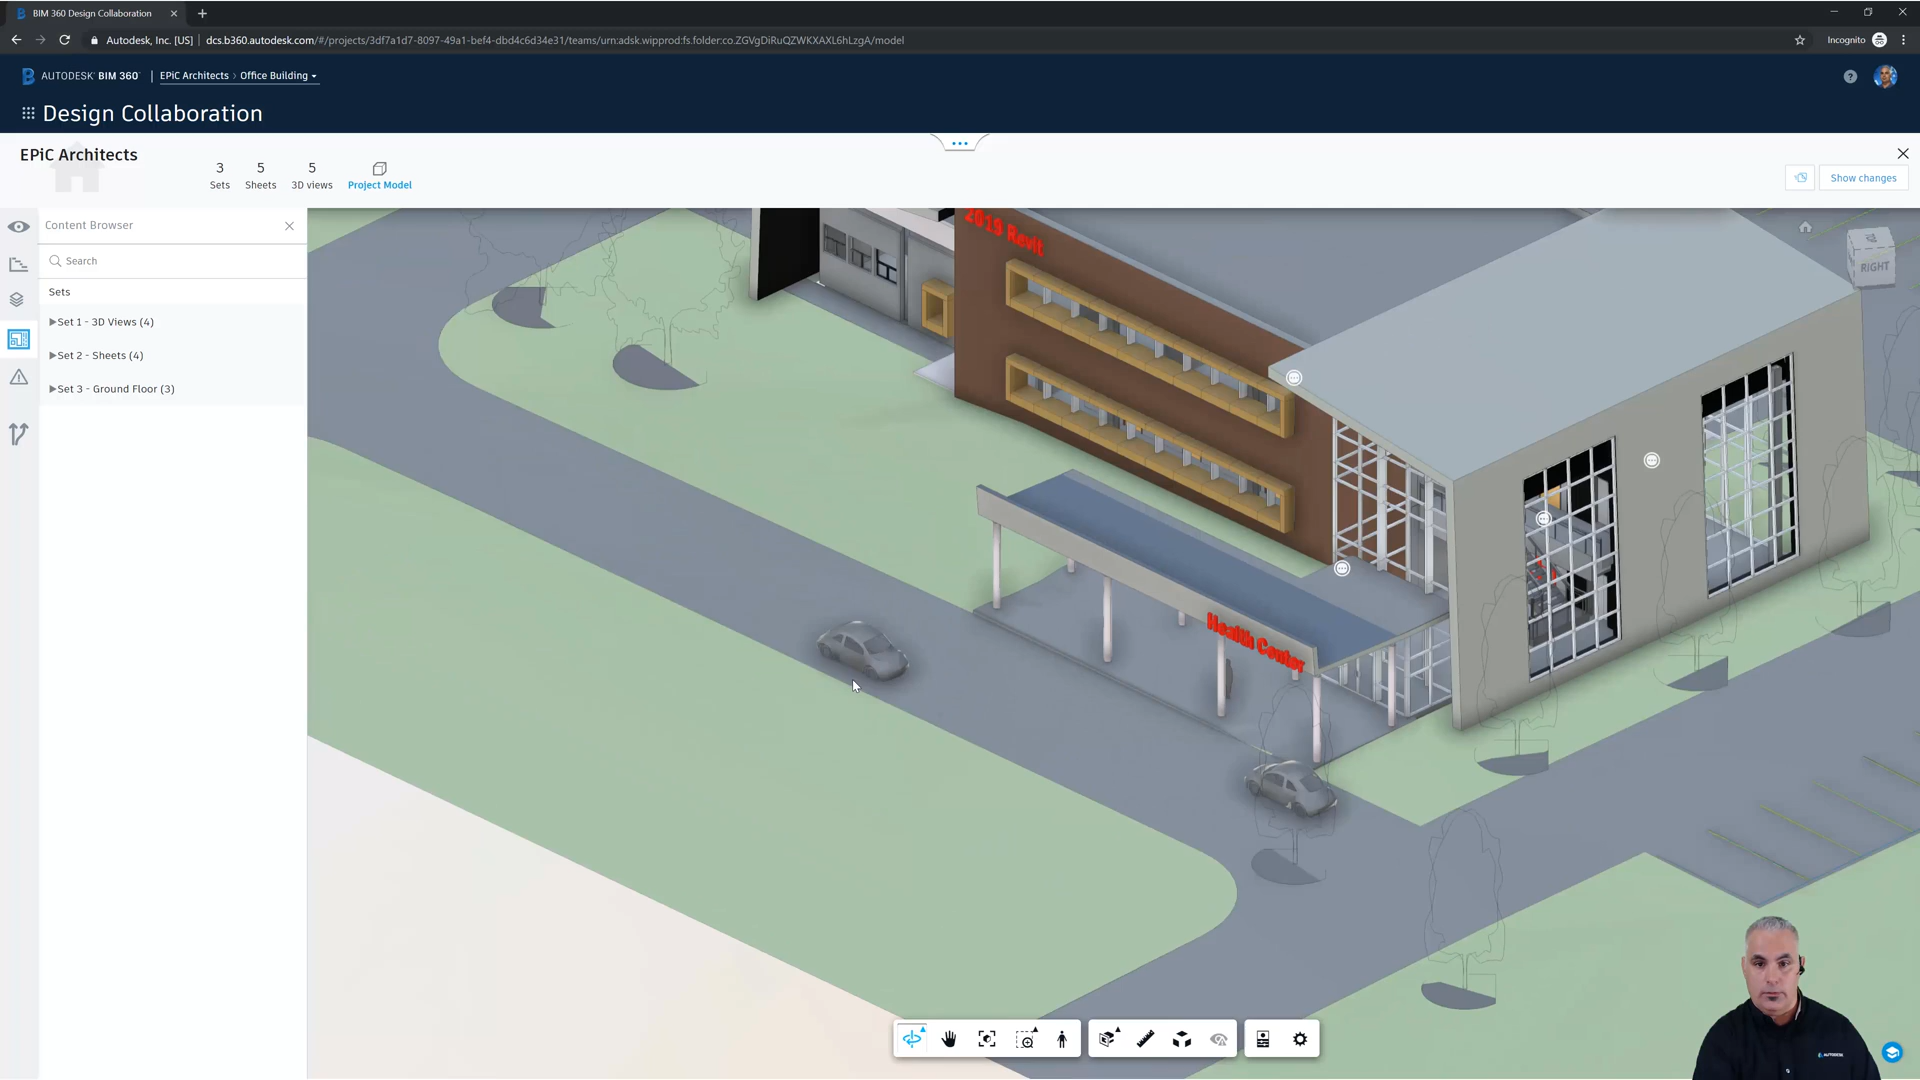 BIM 360 Design Collaboration
Autodesk, Inc. [US] | dcs.b360.autodesk.com/#/projects/3df7a1d7-8097-49a1-bef4-dbd4c6d34e31/teams/urn:adsk.wipprod:fs.folder:co.ZGVgDiRuQZWKXAXL6hLzgA/model
Incognito
AUTODESK® BIM 360® | EPiC Architects > Office Building
Design Collaboration
EPiC Architects
3 Sets
5 Sheets
5 3D views
Project Model
Show changes
Content Browser
Search
Sets
Set 1 - 3D Views (4)
Set 2 - Sheets (4)
Set 3 - Ground Floor (3)
2019 Revit
RIGHT
Health Center
AUTODESK